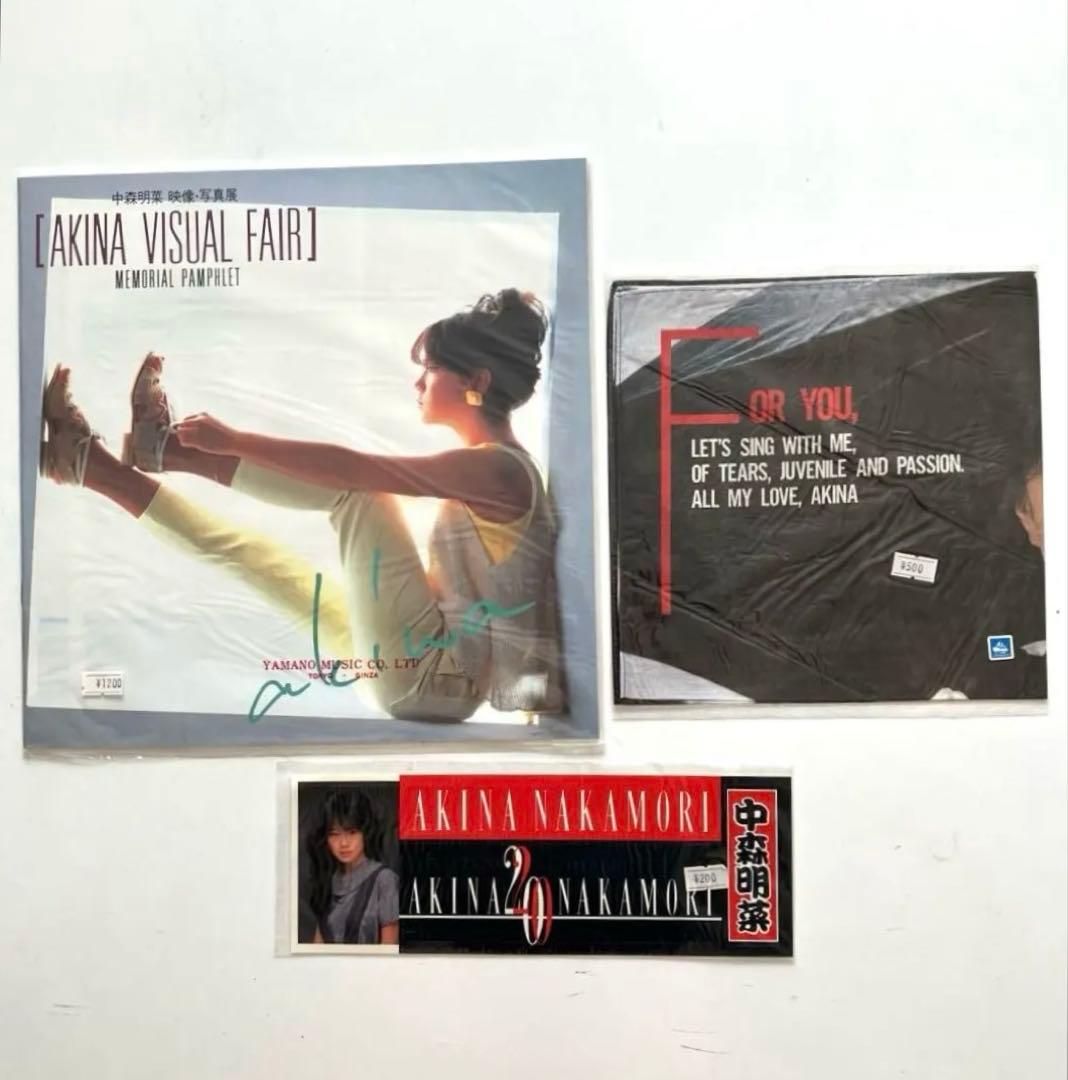 中森明菜 映像・写真展
[AKINA VISUAL FAIR]
MEMORIAL PAMPHLET
YAMANO MUSIC CO. LTD
TOKYO GINZA
¥1200
FOR YOU,
LET'S SING WITH ME,
OF TEARS, JUVENILE AND PASSION.
ALL MY LOVE, AKINA
¥500
AKINA NAKAMORI
AKINA 20 NAKAMORI
¥200
中森明菜